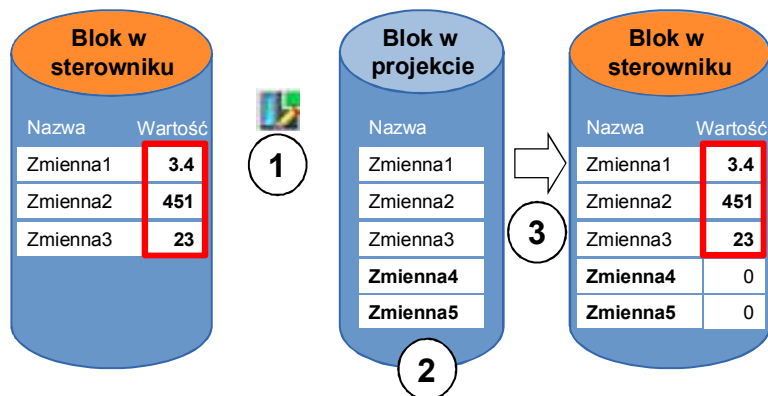 Blok w
sterowniku
Nazwa Wartość
Zmienna1 3.4
Zmienna2 451
Zmienna3 23
1
Blok w
projekcie
Nazwa
Zmienna1
Zmienna2
Zmienna3
Zmienna4
Zmienna5
2
3
Blok w
sterowniku
Nazwa Wartość
Zmienna1 3.4
Zmienna2 451
Zmienna3 23
Zmienna4 0
Zmienna5 0